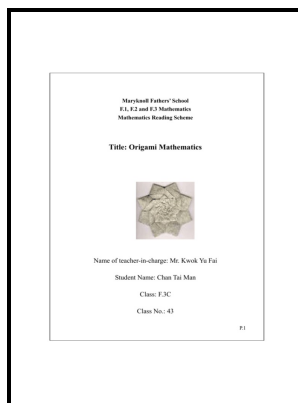 Maryknoll Fathers' School
F.1, F.2 and F.3 Mathematics
Mathematics Reading Scheme
Title: Origami Mathematics
Name of teacher-in-charge: Mr. Kwok Yu Fai
Student Name: Chan Tai Man
Class: F.3C
Class No.: 43
P.1